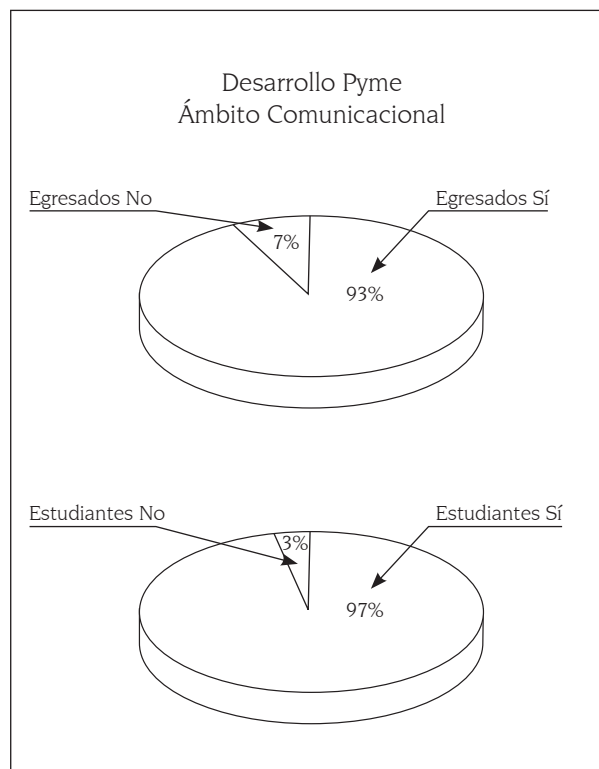 Desarrollo Pyme
Ámbito Comunicacional
Egresados No
Egresados Sí
7%
93%
Estudiantes No
Estudiantes Sí
3%
97%